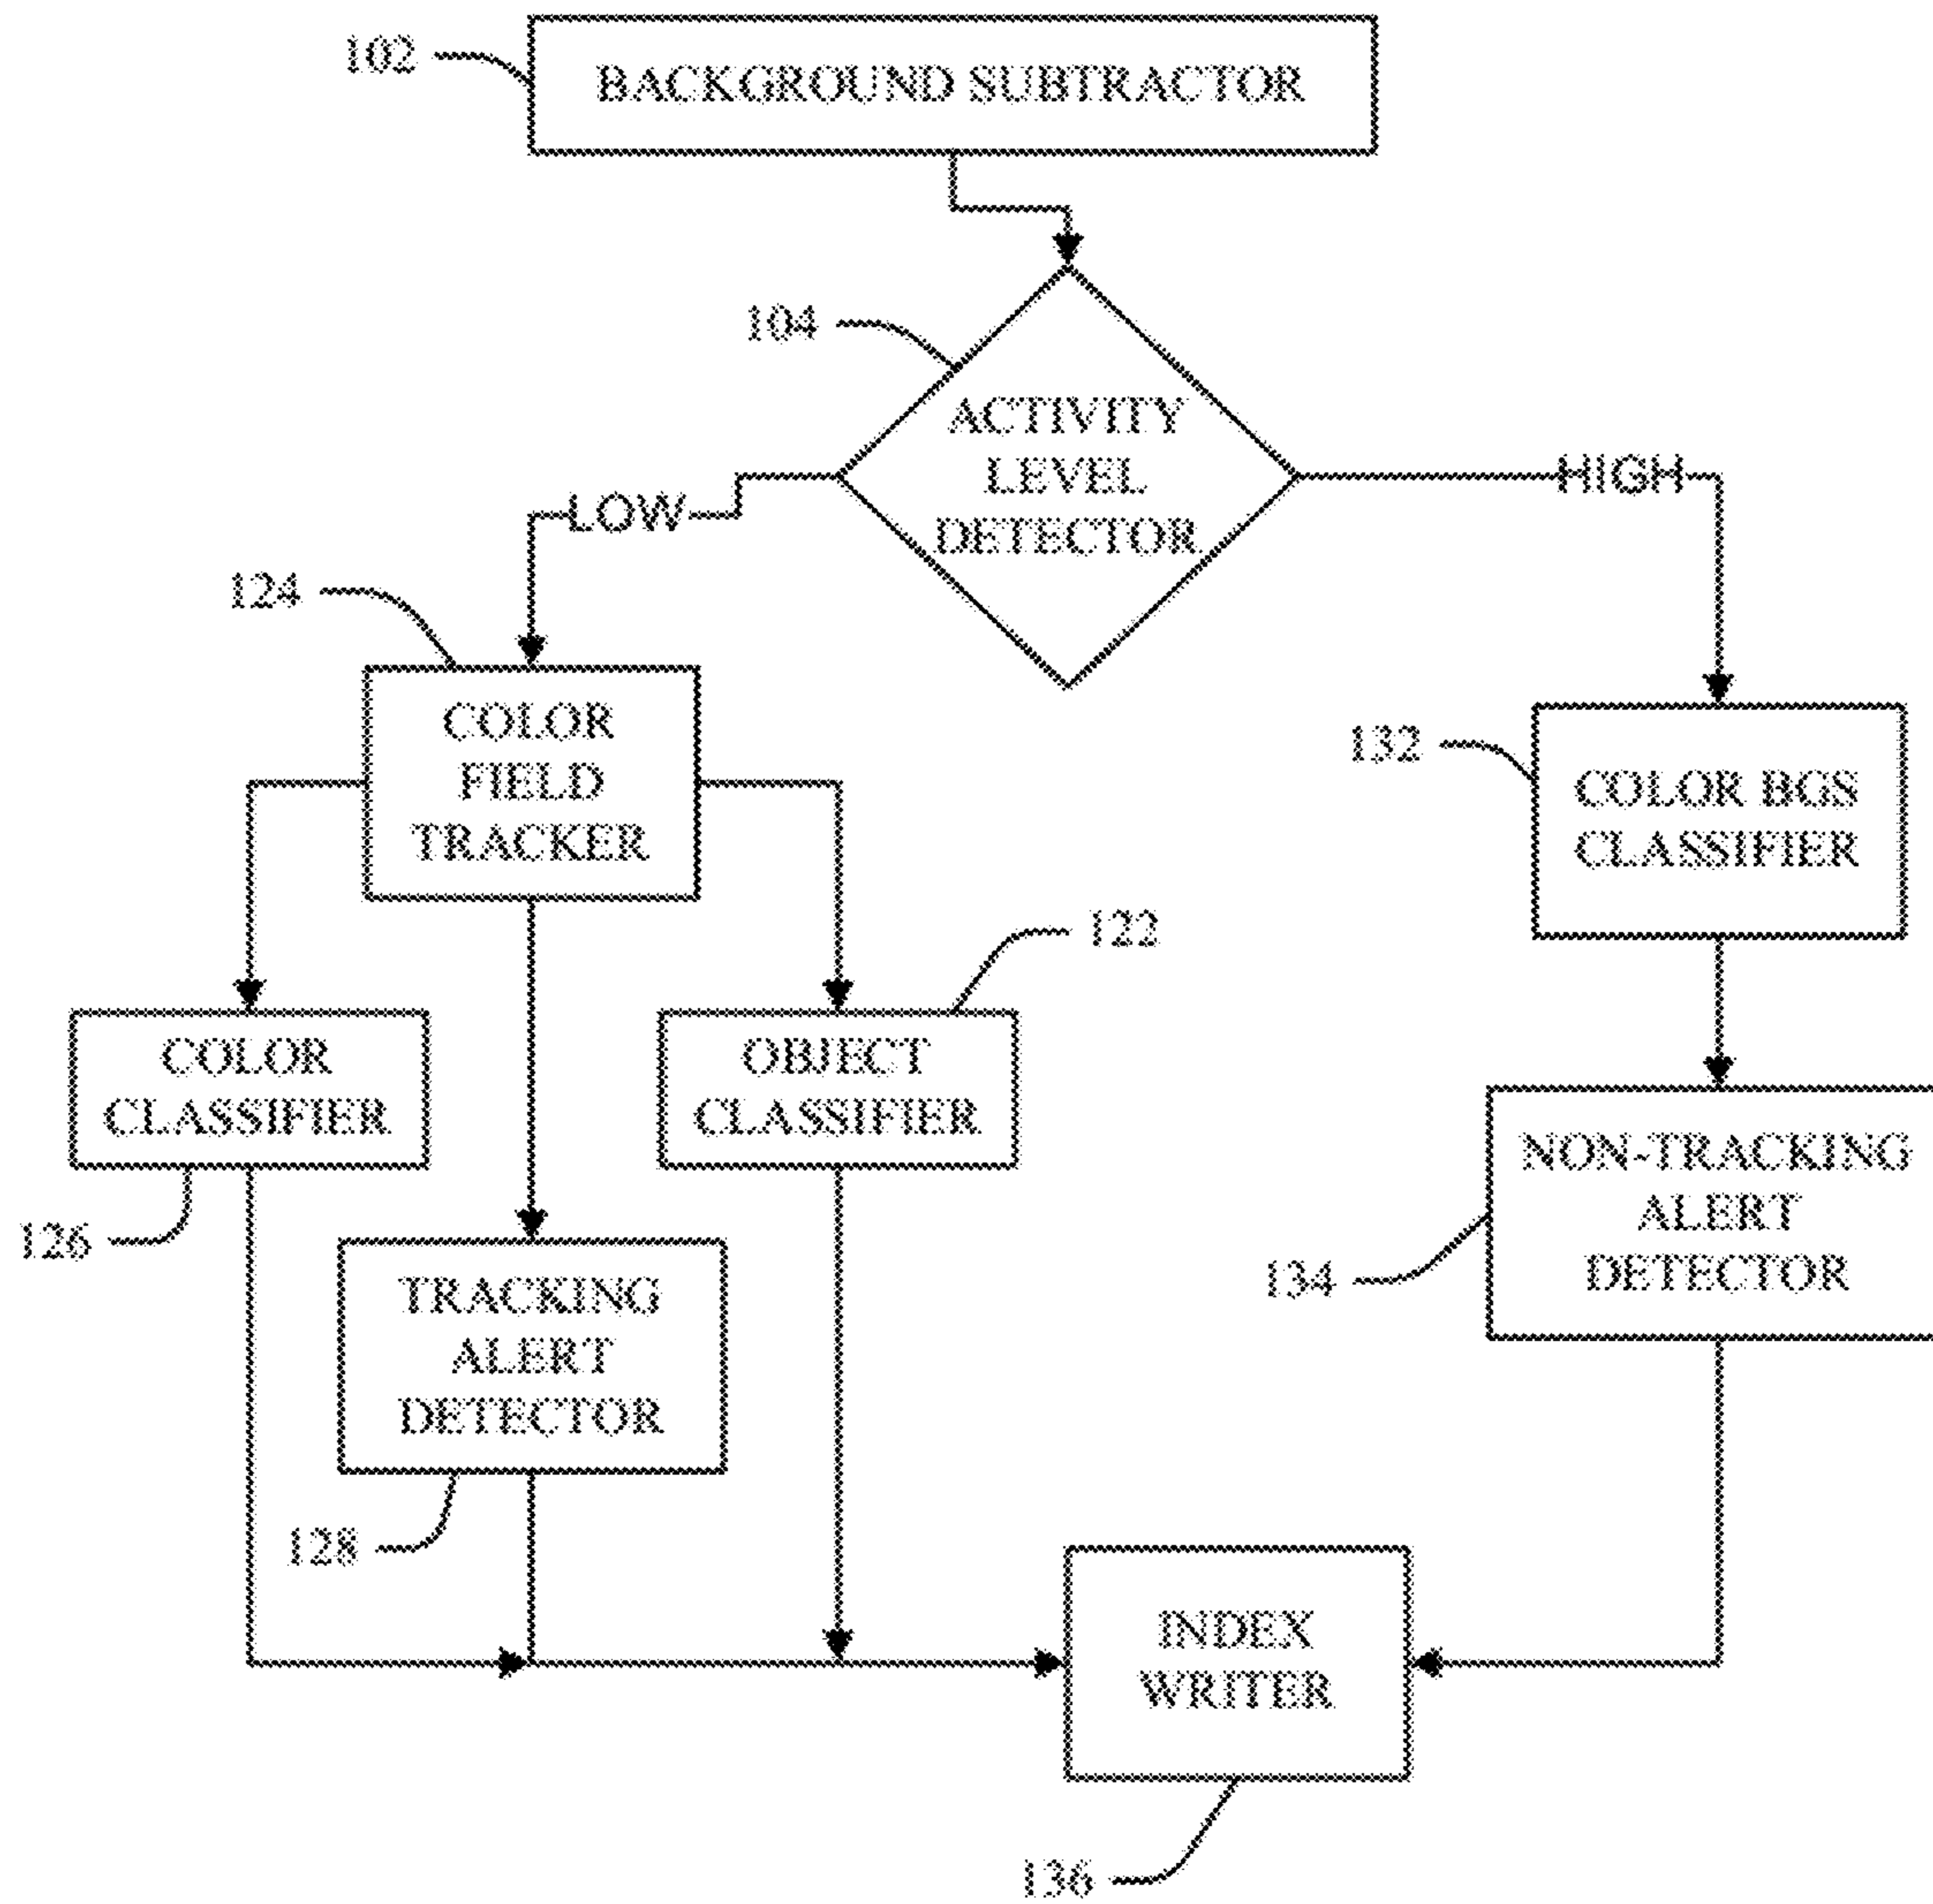 102
BACKGROUND SUBTRACTOR
104
ACTIVITY
LEVEL
DETECTOR
LOW
HIGH
124
COLOR
FIELD
TRACKER
132
COLOR BGS
CLASSIFIER
122
COLOR
CLASSIFIER
OBJECT
CLASSIFIER
126
NON-TRACKING
ALERT
DETECTOR
134
TRACKING
ALERT
DETECTOR
128
INDEX
WRITER
136